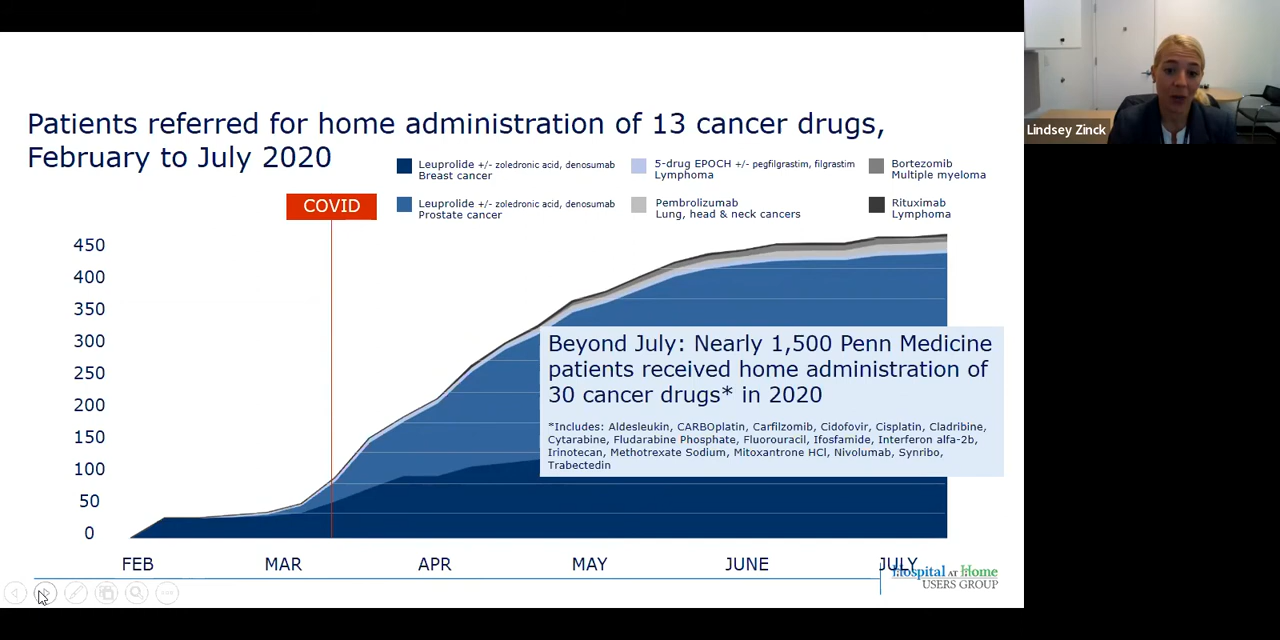 Patients referred for home administration of 13 cancer drugs,
February to July 2020
Leuprolide +/- zoledronic acid, denosumab
Breast cancer
5-drug EPOCH +/- pegfilgrastim, filgrastim
Lymphoma
Bortezomib
Multiple myeloma
Leuprolide +/- zoledronic acid, denosumab
Prostate cancer
Pembrolizumab
Lung, head & neck cancers
Rituximab
Lymphoma
COVID
450
400
350
300
250
200
150
100
50
0
Beyond July: Nearly 1,500 Penn Medicine
patients received home administration of
30 cancer drugs* in 2020
*Includes: Aldesleukin, CARBOplatin, Carfilzomib, Cidofovir, Cisplatin, Cladribine,
Cytarabine, Fludarabine Phosphate, Fluorouracil, Ifosfamide, Interferon alfa-2b,
Irinotecan, Methotrexate Sodium, Mitoxantrone HCl, Nivolumab, Synribo,
Trabectedin
FEB MAR APR MAY JUNE JULY
Hospital AT Home
USERS GROUP
Lindsey Zinck